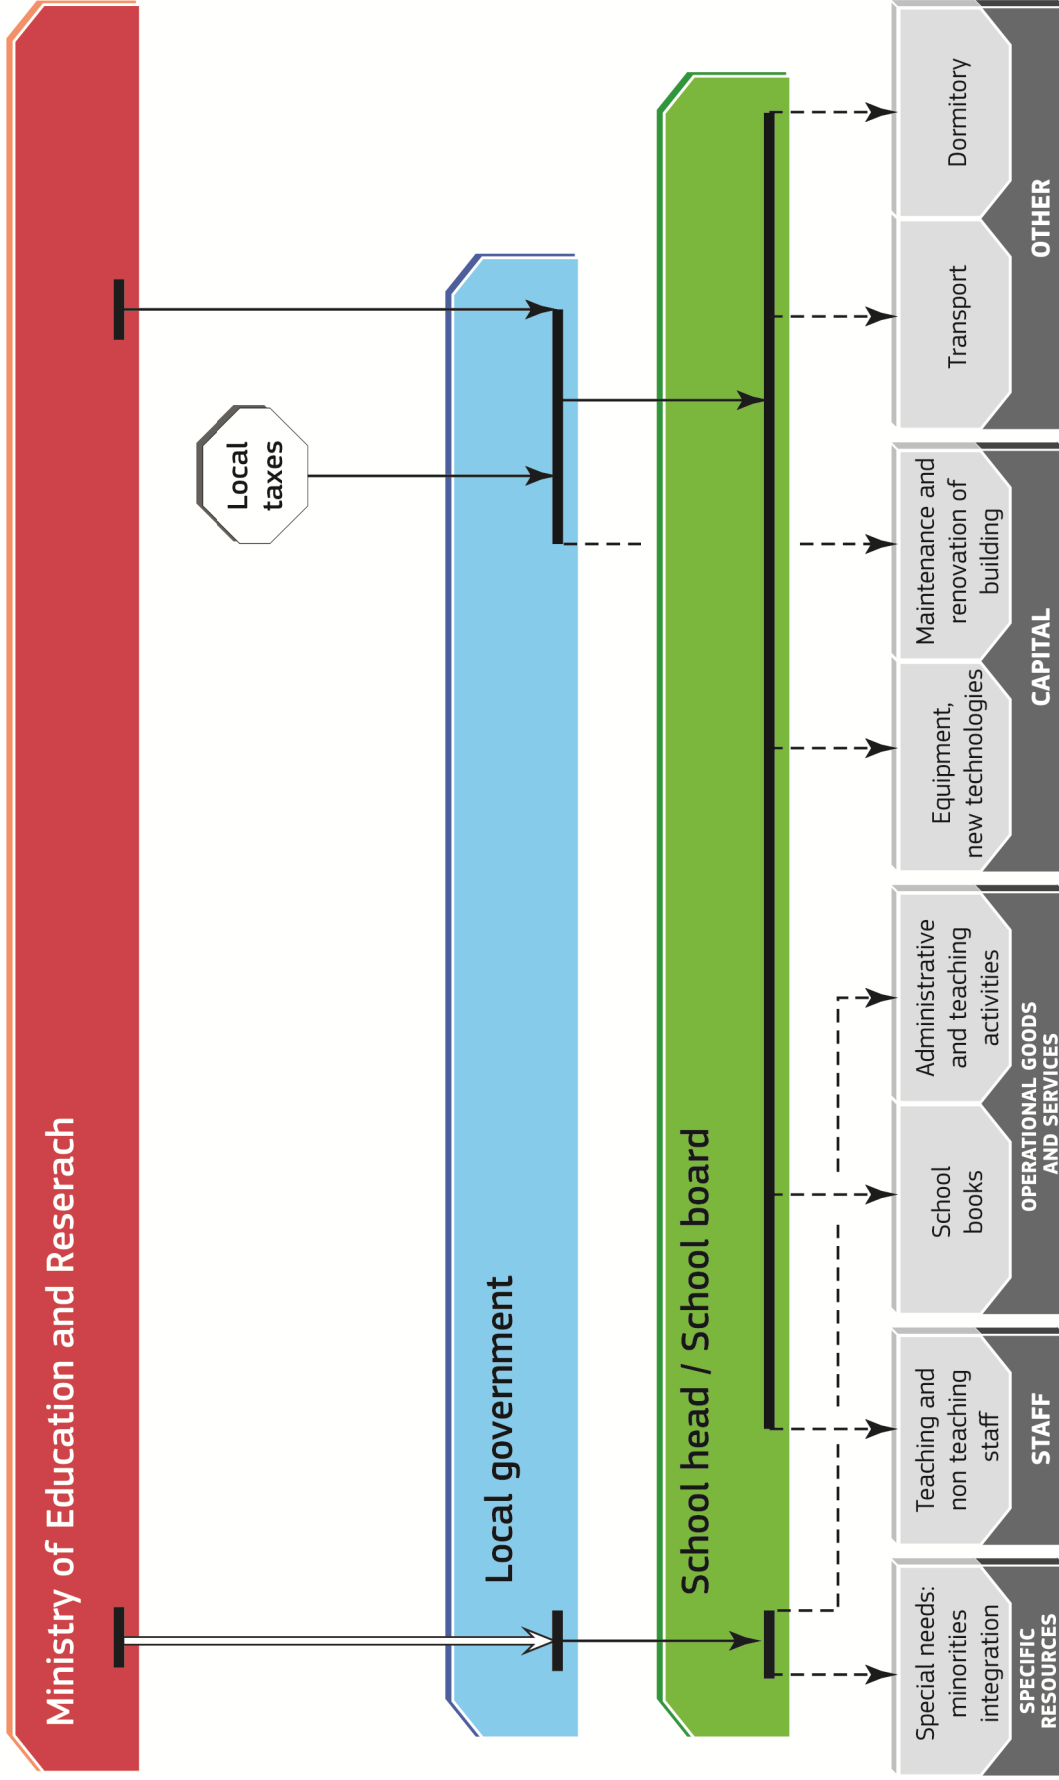 Ministry of Education and Reserach
Local
taxes
Local government
School head / School board
Special needs:
minorities
integration
Teaching and
non teaching
staff
School
books
Administrative
and teaching
activities
Equipment,
new technologies
Maintenance and
renovation of
building
Transport
Dormitory
SPECIFIC
RESOURCES
STAFF
OPERATIONAL GOODS
AND SERVICES
CAPITAL
OTHER